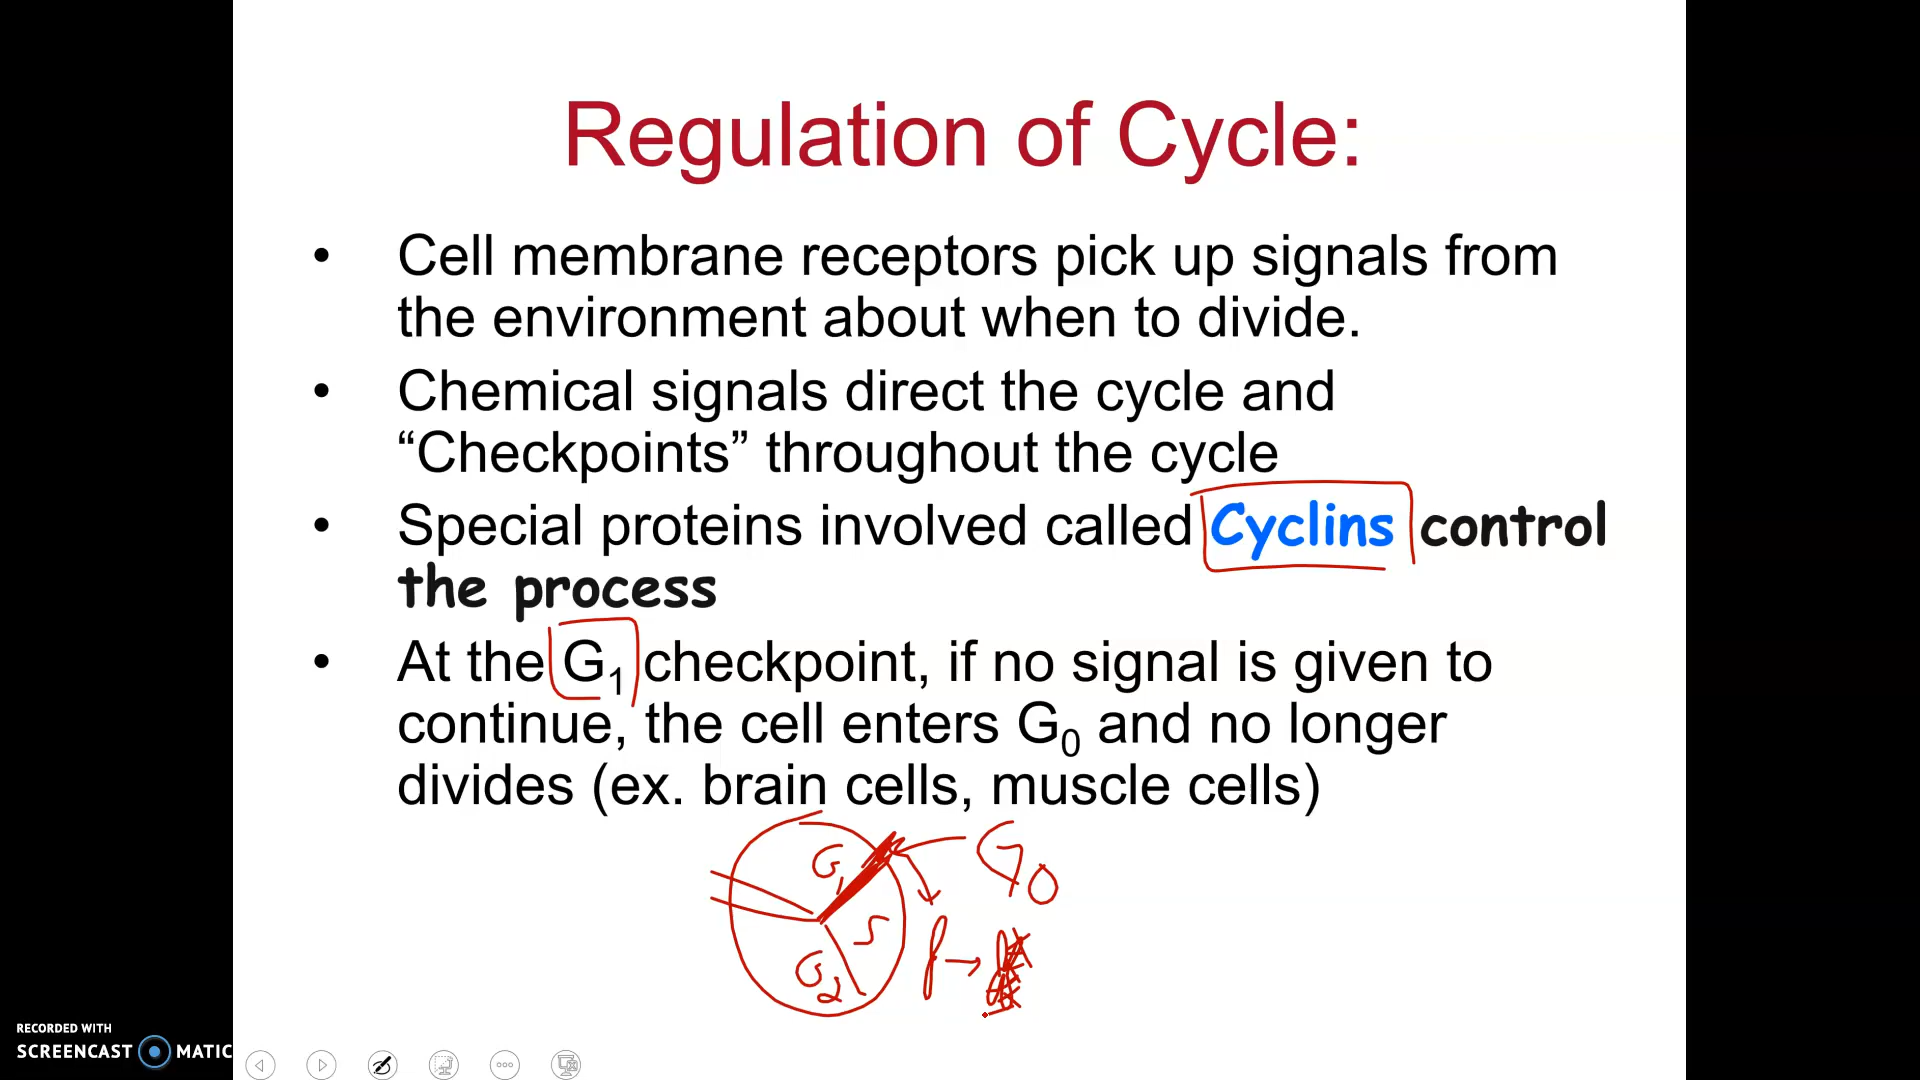 Regulation of Cycle:
• Cell membrane receptors pick up signals from
the environment about when to divide.
• Chemical signals direct the cycle and
“Checkpoints” throughout the cycle
• Special proteins involved called Cyclins control
the process
• At the G₁ checkpoint, if no signal is given to
continue, the cell enters G₀ and no longer
divides (ex. brain cells, muscle cells)
G₁
G₀
S
G₂
RECORDED WITH
SCREENCAST MATIC